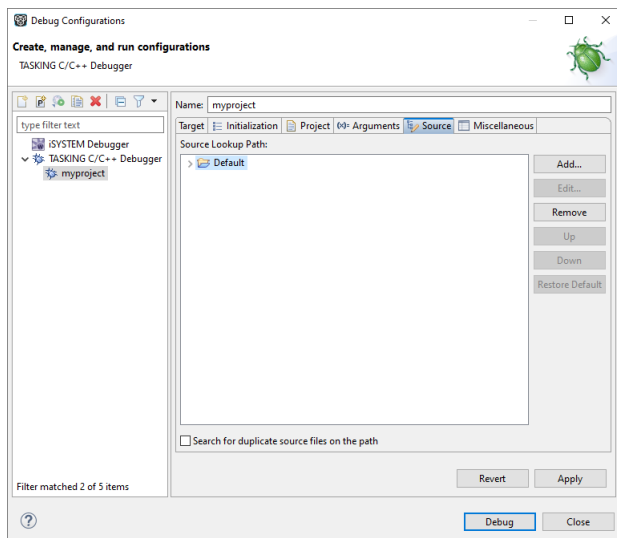 Debug Configurations
Create, manage, and run configurations
TASKING C/C++ Debugger
type filter text
iSYSTEM Debugger
TASKING C/C++ Debugger
myproject
Filter matched 2 of 5 items
Name: myproject
Target Initialization Project (x)= Arguments Source Miscellaneous
Source Lookup Path:
Default
Add...
Edit...
Remove
Up
Down
Restore Default
Search for duplicate source files on the path
Revert Apply
? Debug Close